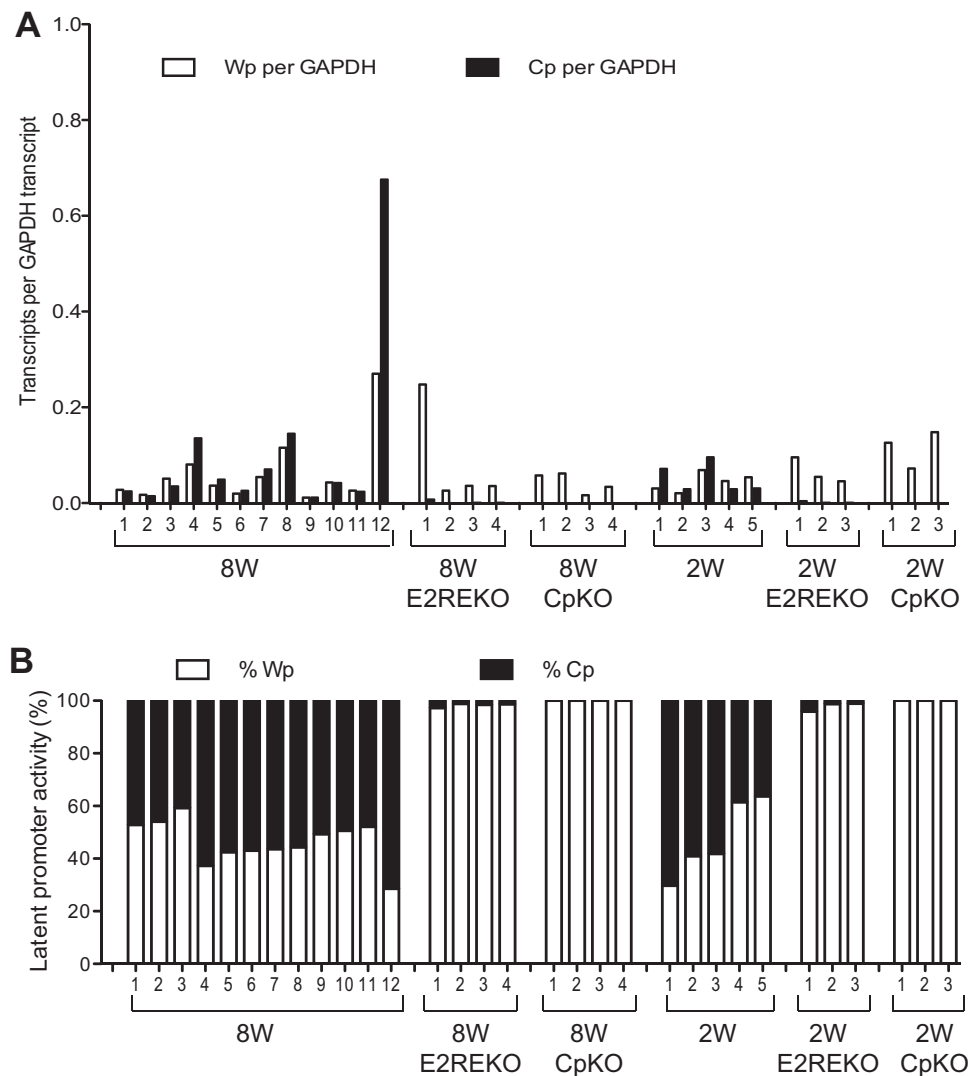 A
1.0
0.8
0.6
0.4
0.2
0.0
Transcripts per GAPDH transcript
Wp per GAPDH
Cp per GAPDH
1 2 3 4 5 6 7 8 9 10 11 12
1 2 3 4
1 2 3 4
1 2 3 4 5
1 2 3
1 2 3
8W
8W
E2REKO
8W
CpKO
2W
2W
E2REKO
2W
CpKO
B
% Wp
% Cp
100
80
60
40
20
0
Latent promoter activity (%)
1 2 3 4 5 6 7 8 9 10 11 12
1 2 3 4
1 2 3 4
1 2 3 4 5
1 2 3
1 2 3
8W
8W
E2REKO
8W
CpKO
2W
2W
E2REKO
2W
CpKO